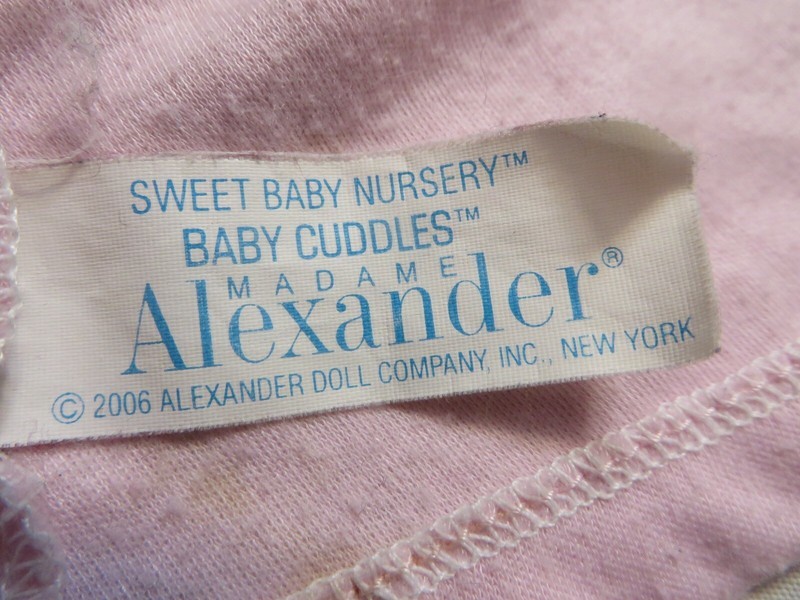 SWEET BABY NURSERY™
BABY CUDDLES™
MADAME
Alexander®
© 2006 ALEXANDER DOLL COMPANY, INC., NEW YORK